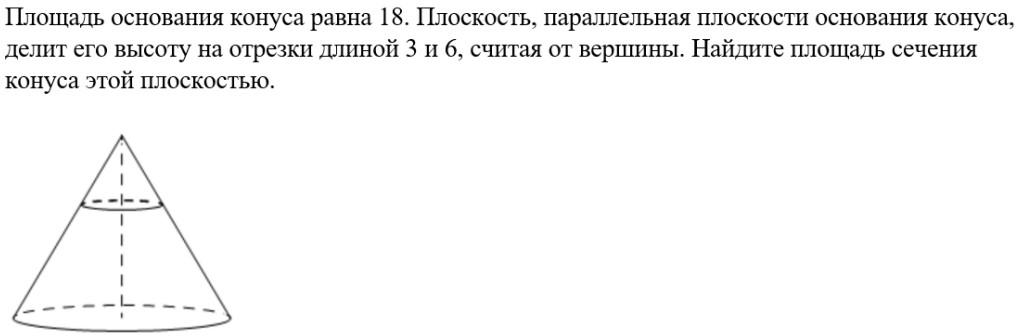 Площадь основания конуса равна 18. Плоскость, параллельная плоскости основания конуса,
делит его высоту на отрезки длиной 3 и 6, считая от вершины. Найдите площадь сечения
конуса этой плоскостью.